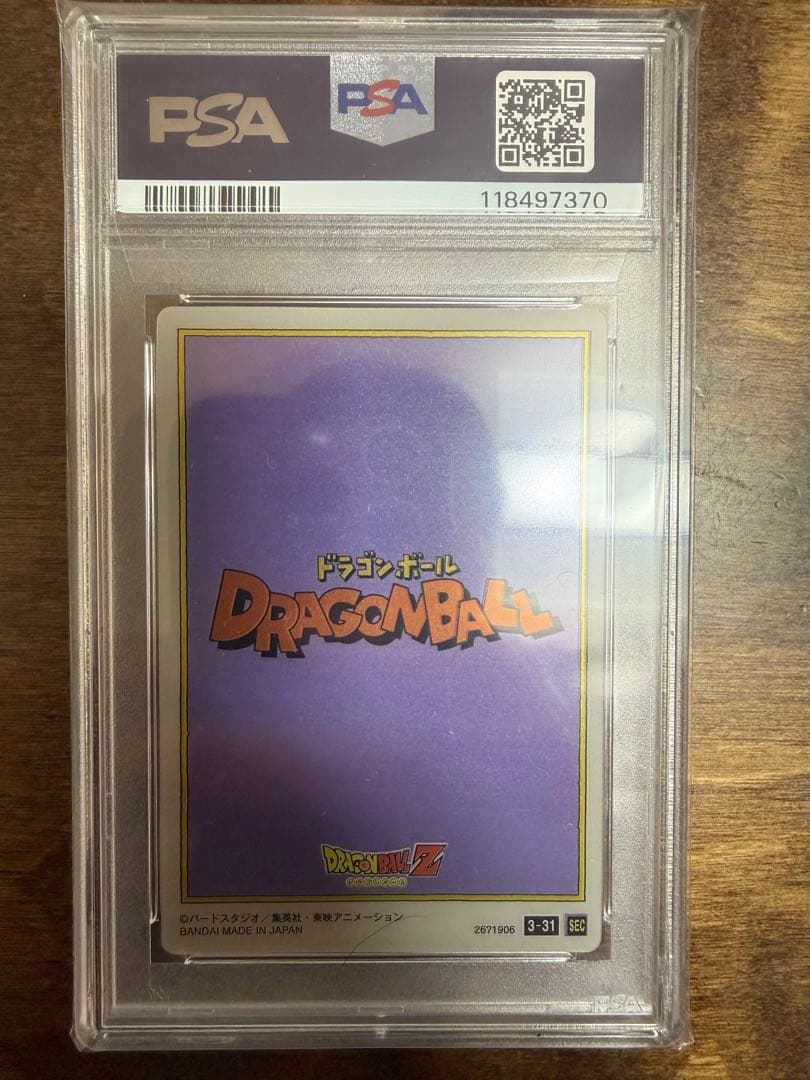 PSA
PSA
118497370
ドラゴンボール
DRAGONBALL
DRAGONBALL Z
©バードスタジオ／集英社・東映アニメーション
BANDAI MADE IN JAPAN
2671906 3-31 SEC
PSA